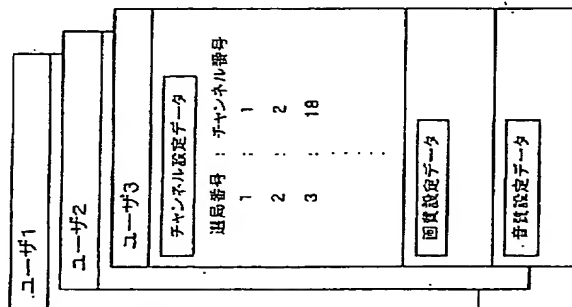 ユーザ1
ユーザ2
ユーザ3
チャンネル設定データ
選局番号 : チャンネル番号
1 : 1
2 : 2
3 : 18
画質設定データ
音質設定データ